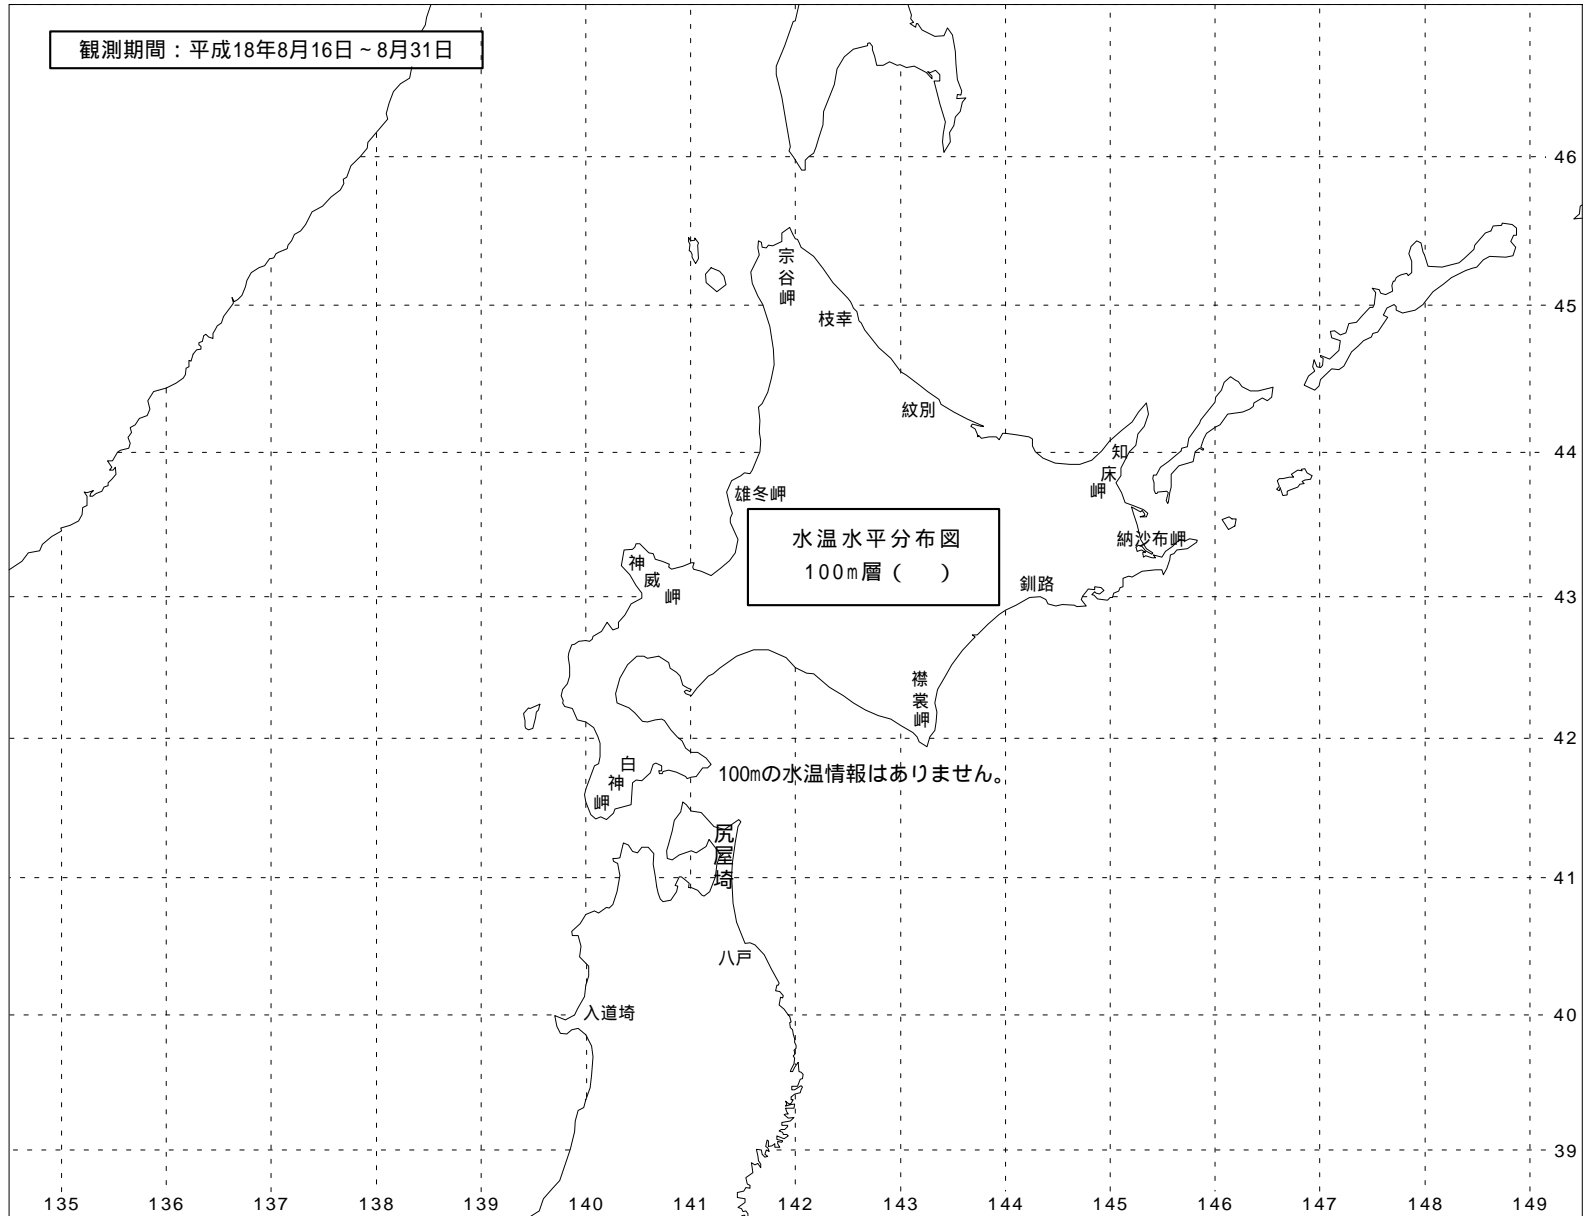 観測期間：平成18年8月16日～8月31日
46
宗谷岬
45
枝幸
紋別
44
知床岬
雄冬岬
水温水平分布図
100m層（　）
納沙布岬
神威岬
釧路
43
襟裳岬
42
白神岬
100mの水温情報はありません。
尻屋埼
41
八戸
入道埼
40
39
135 136 137 138 139 140 141 142 143 144 145 146 147 148 149